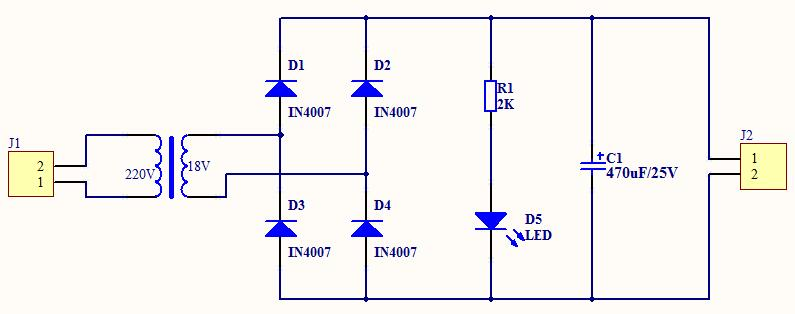 D1
IN4007
D2
IN4007
R1
2K
J1
2
1
220V
18V
C1
470uF/25V
J2
1
2
D3
IN4007
D4
IN4007
D5
LED